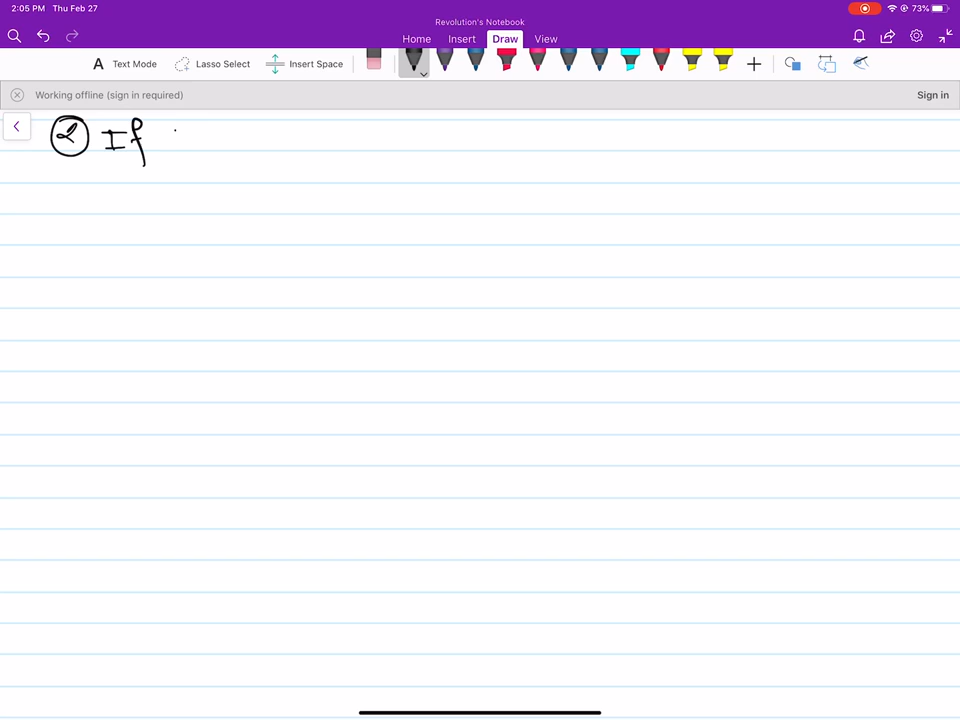 2:05 PM Thu Feb 27
73%
Revolution's Notebook
Home Insert Draw View
A Text Mode Lasso Select Insert Space
Working offline (sign in required) Sign in
② If